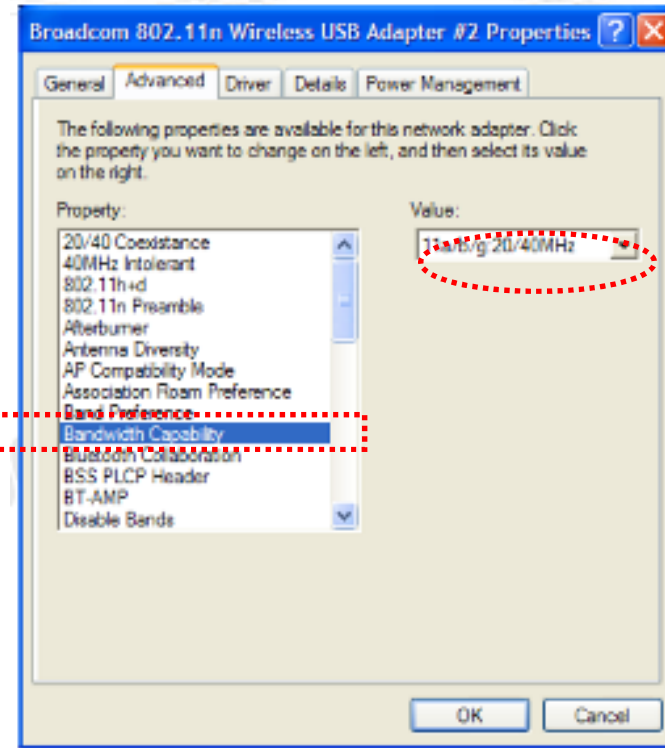 Broadcom 802.11n Wireless USB Adapter #2 Properties
General Advanced Driver Details Power Management
The following properties are available for this network adapter. Click
the property you want to change on the left, and then select its value
on the right.
Property:
Value:
20/40 Coexistance
40MHz Intolerant
802.11h+d
802.11n Preamble
Afterburner
Antenna Diversity
AP Compatibility Mode
Association Roam Preference
Band Preference
Bandwidth Capability
Bluetooth Collaboration
BSS PLCP Header
BT-AMP
Disable Bands
11a/b/g:20/40MHz
OK Cancel